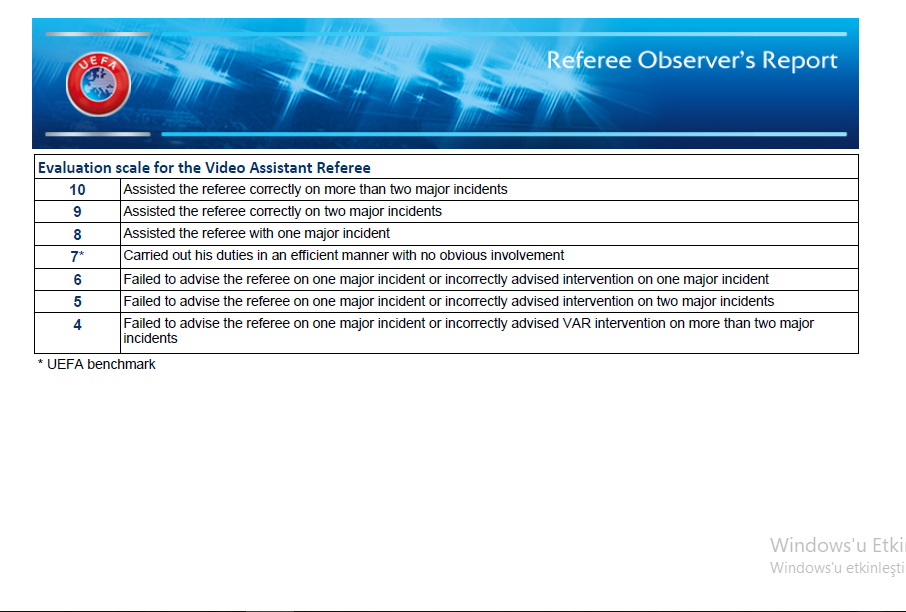 UEFA
Referee Observer's Report
Evaluation scale for the Video Assistant Referee
10 Assisted the referee correctly on more than two major incidents
9 Assisted the referee correctly on two major incidents
8 Assisted the referee with one major incident
7* Carried out his duties in an efficient manner with no obvious involvement
6 Failed to advise the referee on one major incident or incorrectly advised intervention on one major incident
5 Failed to advise the referee on one major incident or incorrectly advised intervention on two major incidents
4 Failed to advise the referee on one major incident or incorrectly advised VAR intervention on more than two major
incidents
* UEFA benchmark
Windows'u Etki
Windows'u etkinleşti